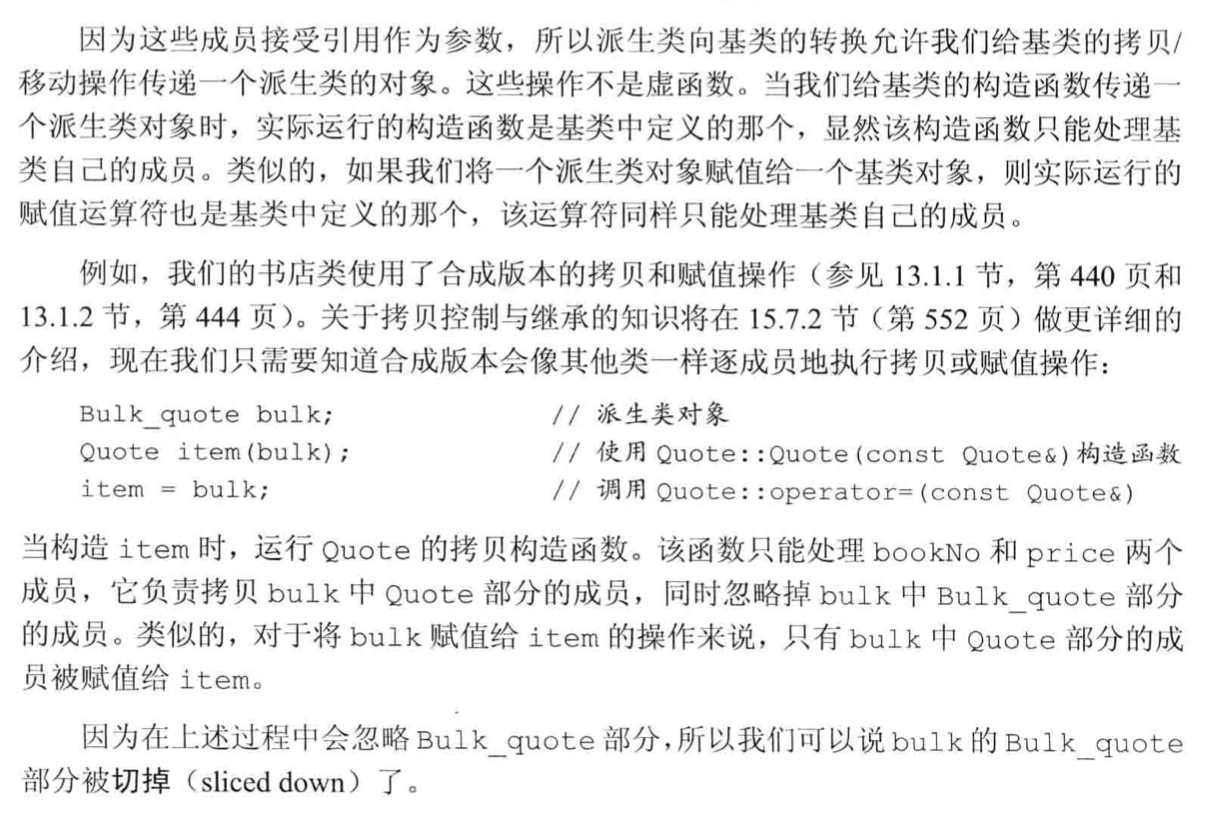 因为这些成员接受引用作为参数，所以派生类向基类的转换允许我们给基类的拷贝/
移动操作传递一个派生类的对象。这些操作不是虚函数。当我们给基类的构造函数传递一
个派生类对象时，实际运行的构造函数是基类中定义的那个，显然该构造函数只能处理基
类自己的成员。类似的，如果我们将一个派生类对象赋值给一个基类对象，则实际运行的
赋值运算符也是基类中定义的那个，该运算符同样只能处理基类自己的成员。
例如，我们的书店类使用了合成版本的拷贝和赋值操作（参见 13.1.1 节，第 440 页和
13.1.2 节，第 444 页）。关于拷贝控制与继承的知识将在 15.7.2 节（第 552 页）做更详细的
介绍，现在我们只需要知道合成版本会像其他类一样逐成员地执行拷贝或赋值操作：
Bulk_quote bulk; // 派生类对象
Quote item(bulk); // 使用 Quote::Quote(const Quote&)构造函数
item = bulk; // 调用 Quote::operator=(const Quote&)
当构造 item 时，运行 Quote 的拷贝构造函数。该函数只能处理 bookNo 和 price 两个
成员，它负责拷贝 bulk 中 Quote 部分的成员，同时忽略掉 bulk 中 Bulk_quote 部分
的成员。类似的，对于将 bulk 赋值给 item 的操作来说，只有 bulk 中 Quote 部分的成
员被赋值给 item。
因为在上述过程中会忽略 Bulk_quote 部分，所以我们可以说 bulk 的 Bulk_quote
部分被切掉（sliced down）了。